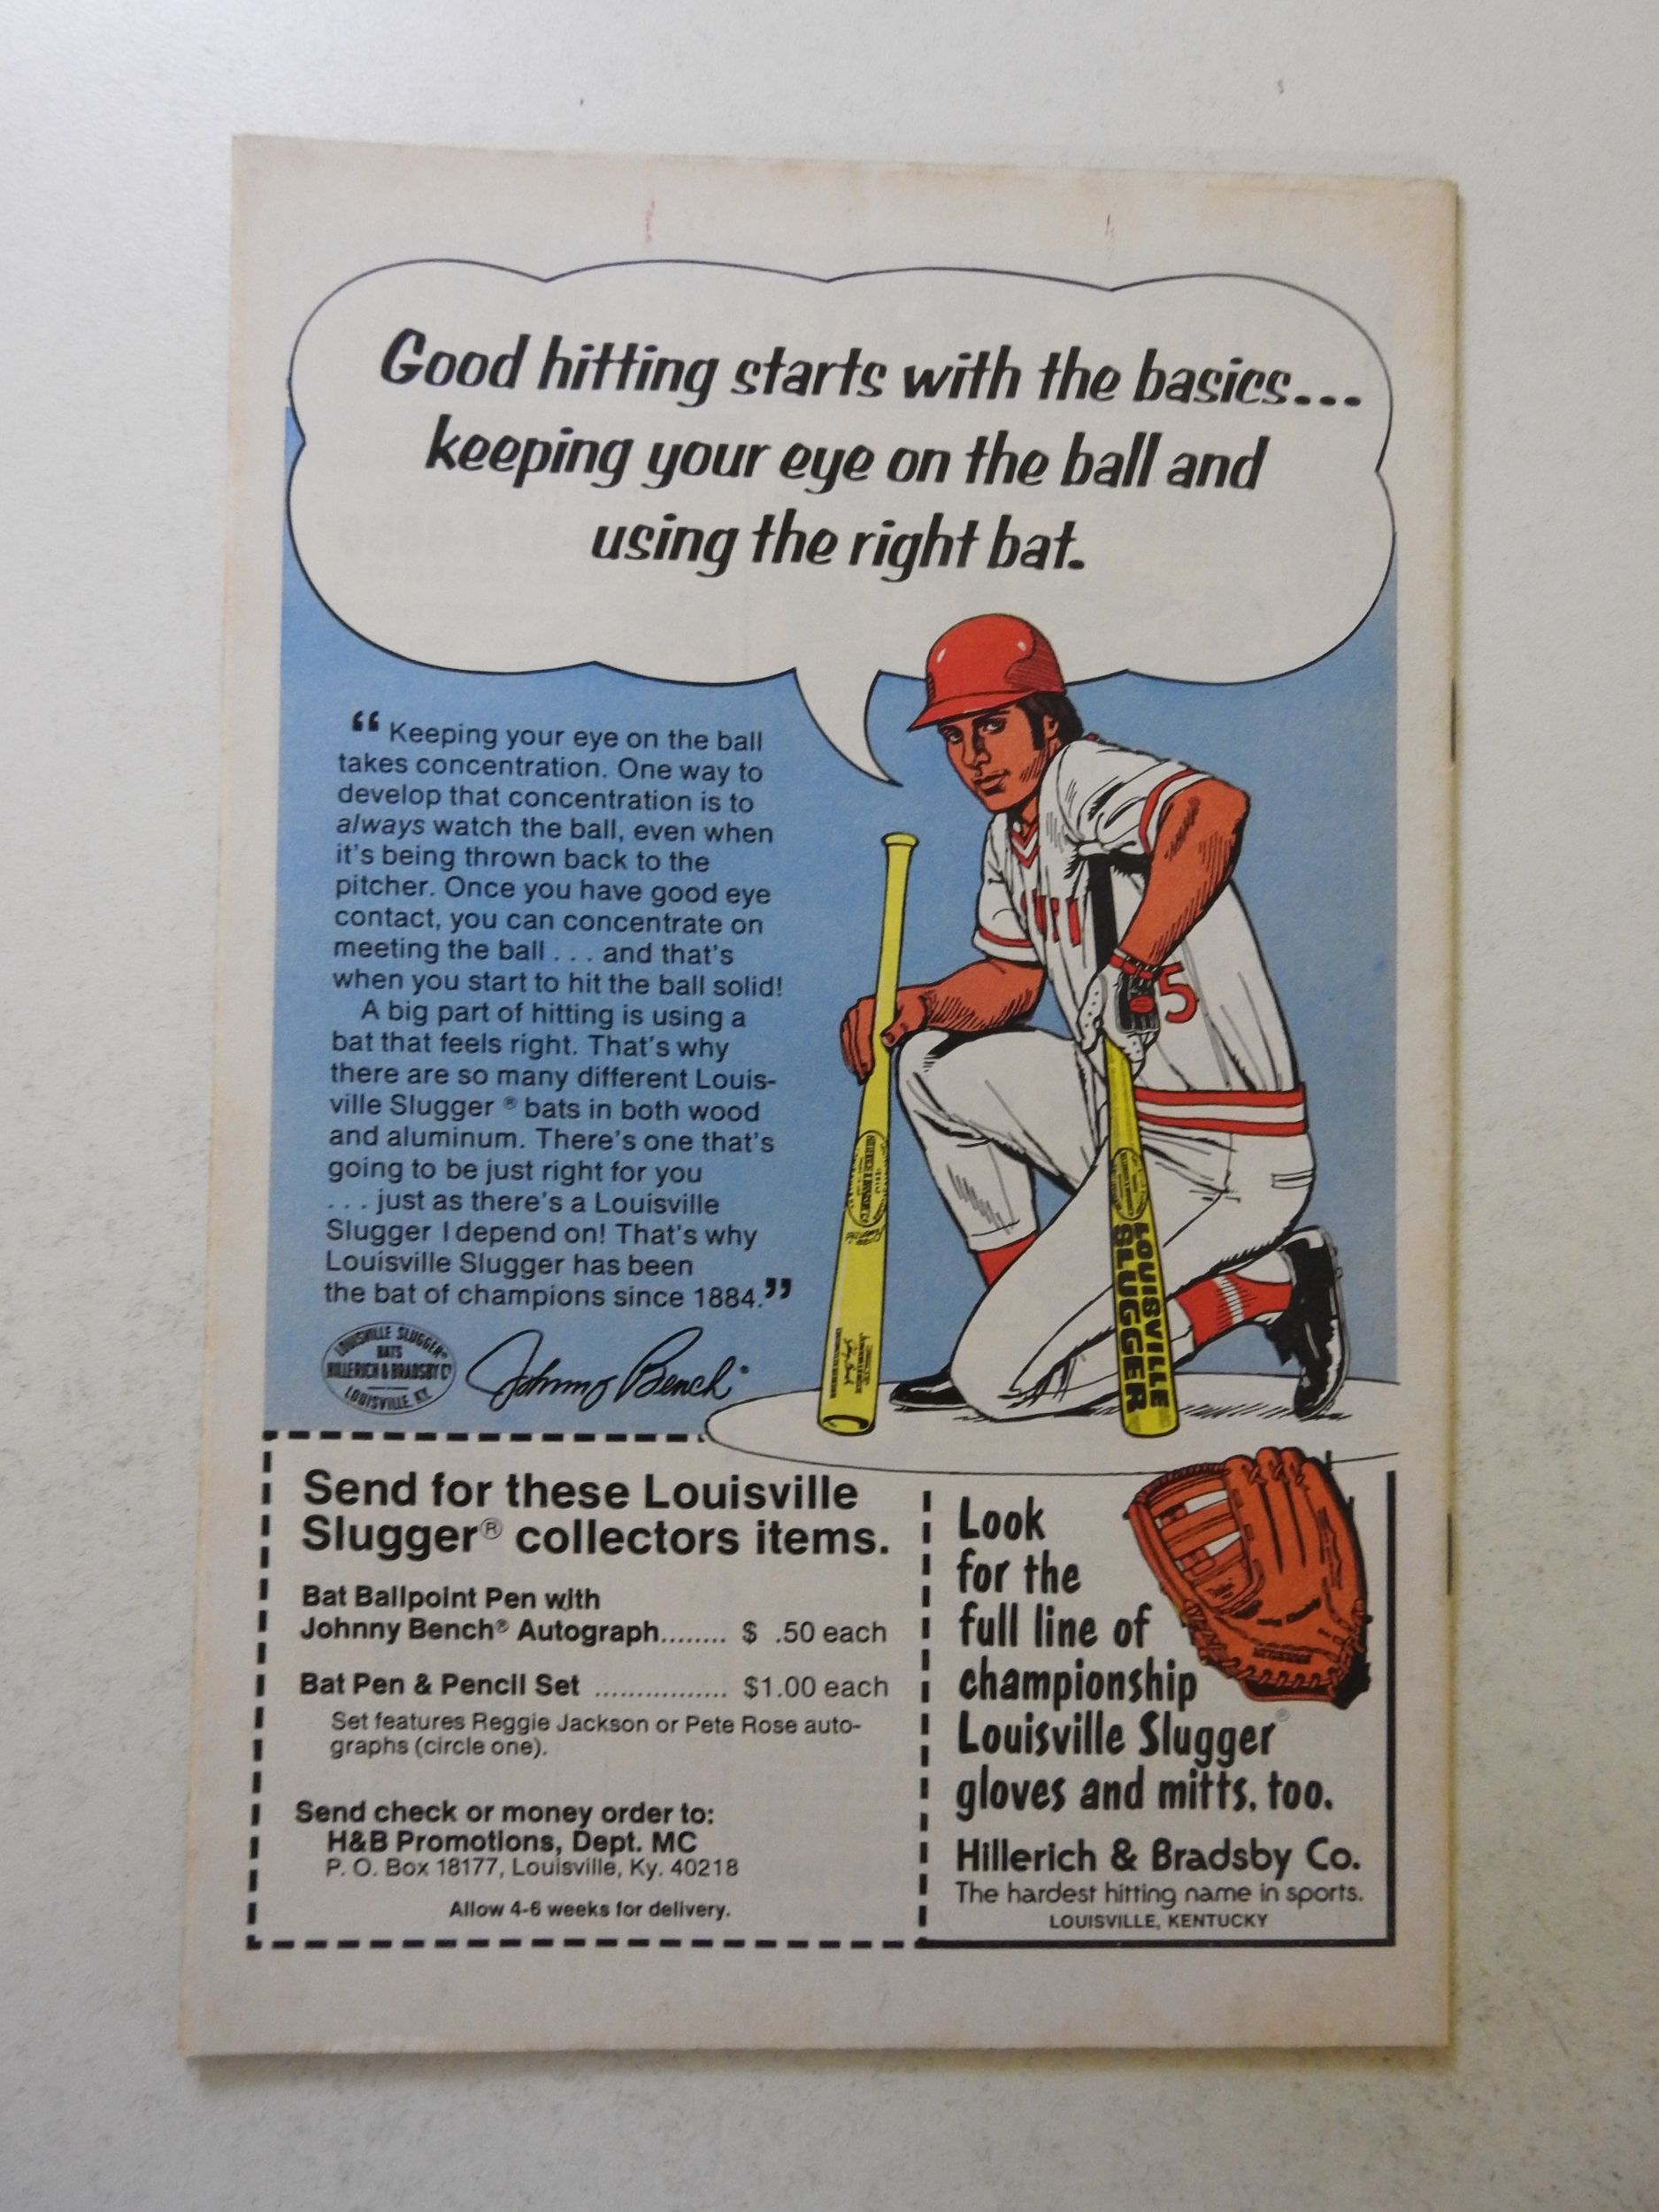 Good hitting starts with the basics...
keeping your eye on the ball and
using the right bat.
“ Keeping your eye on the ball
takes concentration. One way to
develop that concentration is to
always watch the ball, even when
it's being thrown back to the
pitcher. Once you have good eye
contact, you can concentrate on
meeting the ball . . . and that's
when you start to hit the ball solid!
A big part of hitting is using a
bat that feels right. That's why
there are so many different Louis-
ville Slugger ® bats in both wood
and aluminum. There's one that's
going to be just right for you
. . . just as there's a Louisville
Slugger I depend on! That's why
Louisville Slugger has been
the bat of champions since 1884.”
LOUISVILLE SLUGGER
BATS
HILLERICH & BRADSBY Co
LOUISVILLE, KY.
Johnny Bench
5
LOUISVILLE
SLUGGER
Send for these Louisville
Slugger® collectors items.
Bat Ballpoint Pen with
Johnny Bench® Autograph........ $ .50 each
Bat Pen & Pencil Set ................ $1.00 each
Set features Reggie Jackson or Pete Rose auto-
graphs (circle one).
Send check or money order to:
H&B Promotions, Dept. MC
P. O. Box 18177, Louisville, Ky. 40218
Allow 4-6 weeks for delivery.
Look
for the
full line of
championship
Louisville Slugger®
gloves and mitts, too.
Hillerich & Bradsby Co.
The hardest hitting name in sports.
LOUISVILLE, KENTUCKY